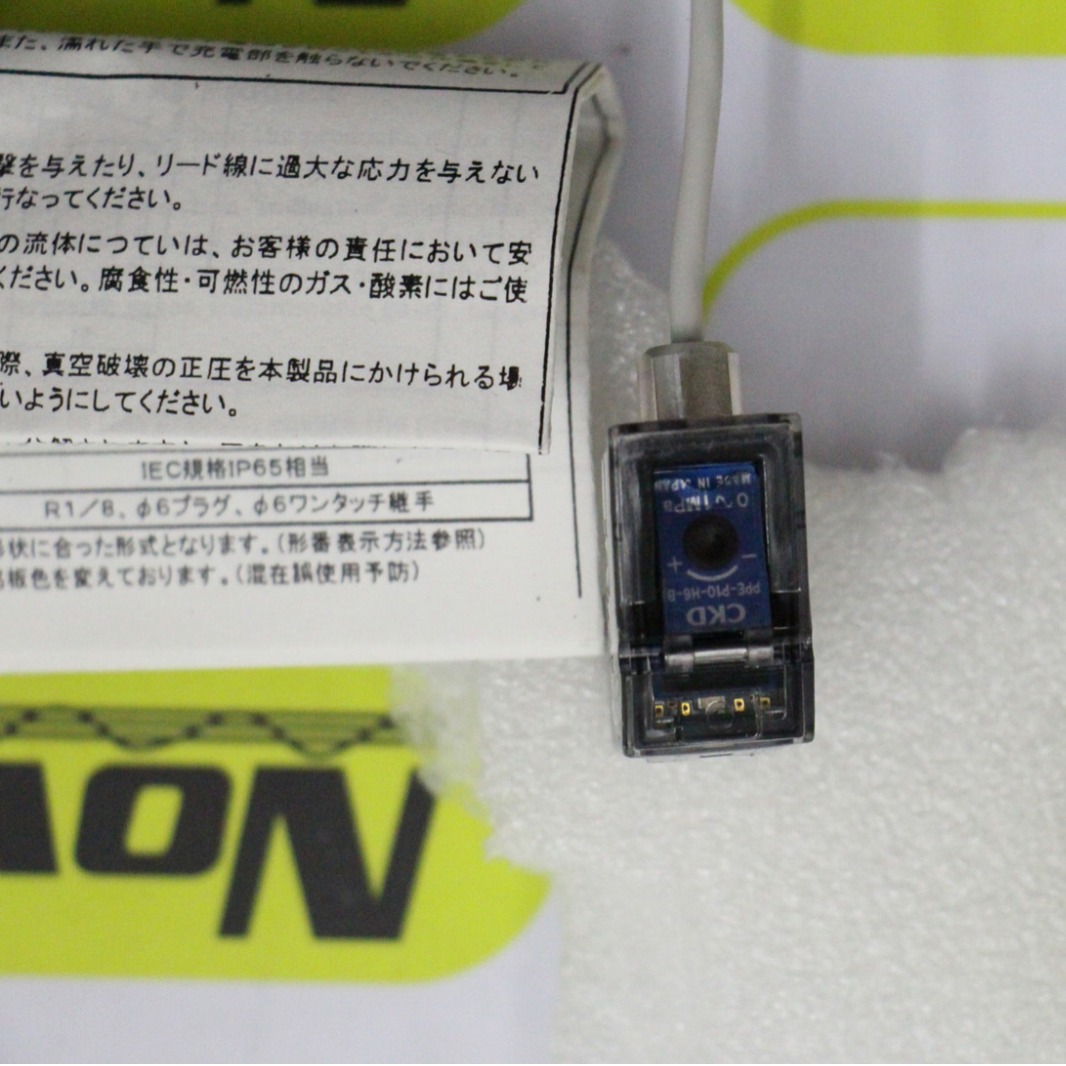 また、濡れた手で充電部を触らないでください。
撃を与えたり、リード線に過大な応力を与えない
行なってください。
の流体につていは、お客様の責任において安
ください。腐食性・可燃性のガス・酸素にはご使
際、真空破壊の正圧を本製品にかけられる場
いようにしてください。
IEC規格IP65相当
R1/8、φ6プラグ、φ6ワンタッチ継手
状に合った形式となります。(形番表示方法参照)
板色を変えております。(混在誤使用予防)
CKD
PPE-P10-H6-B
+ −
MPa
MADE IN JAPAN
NOV